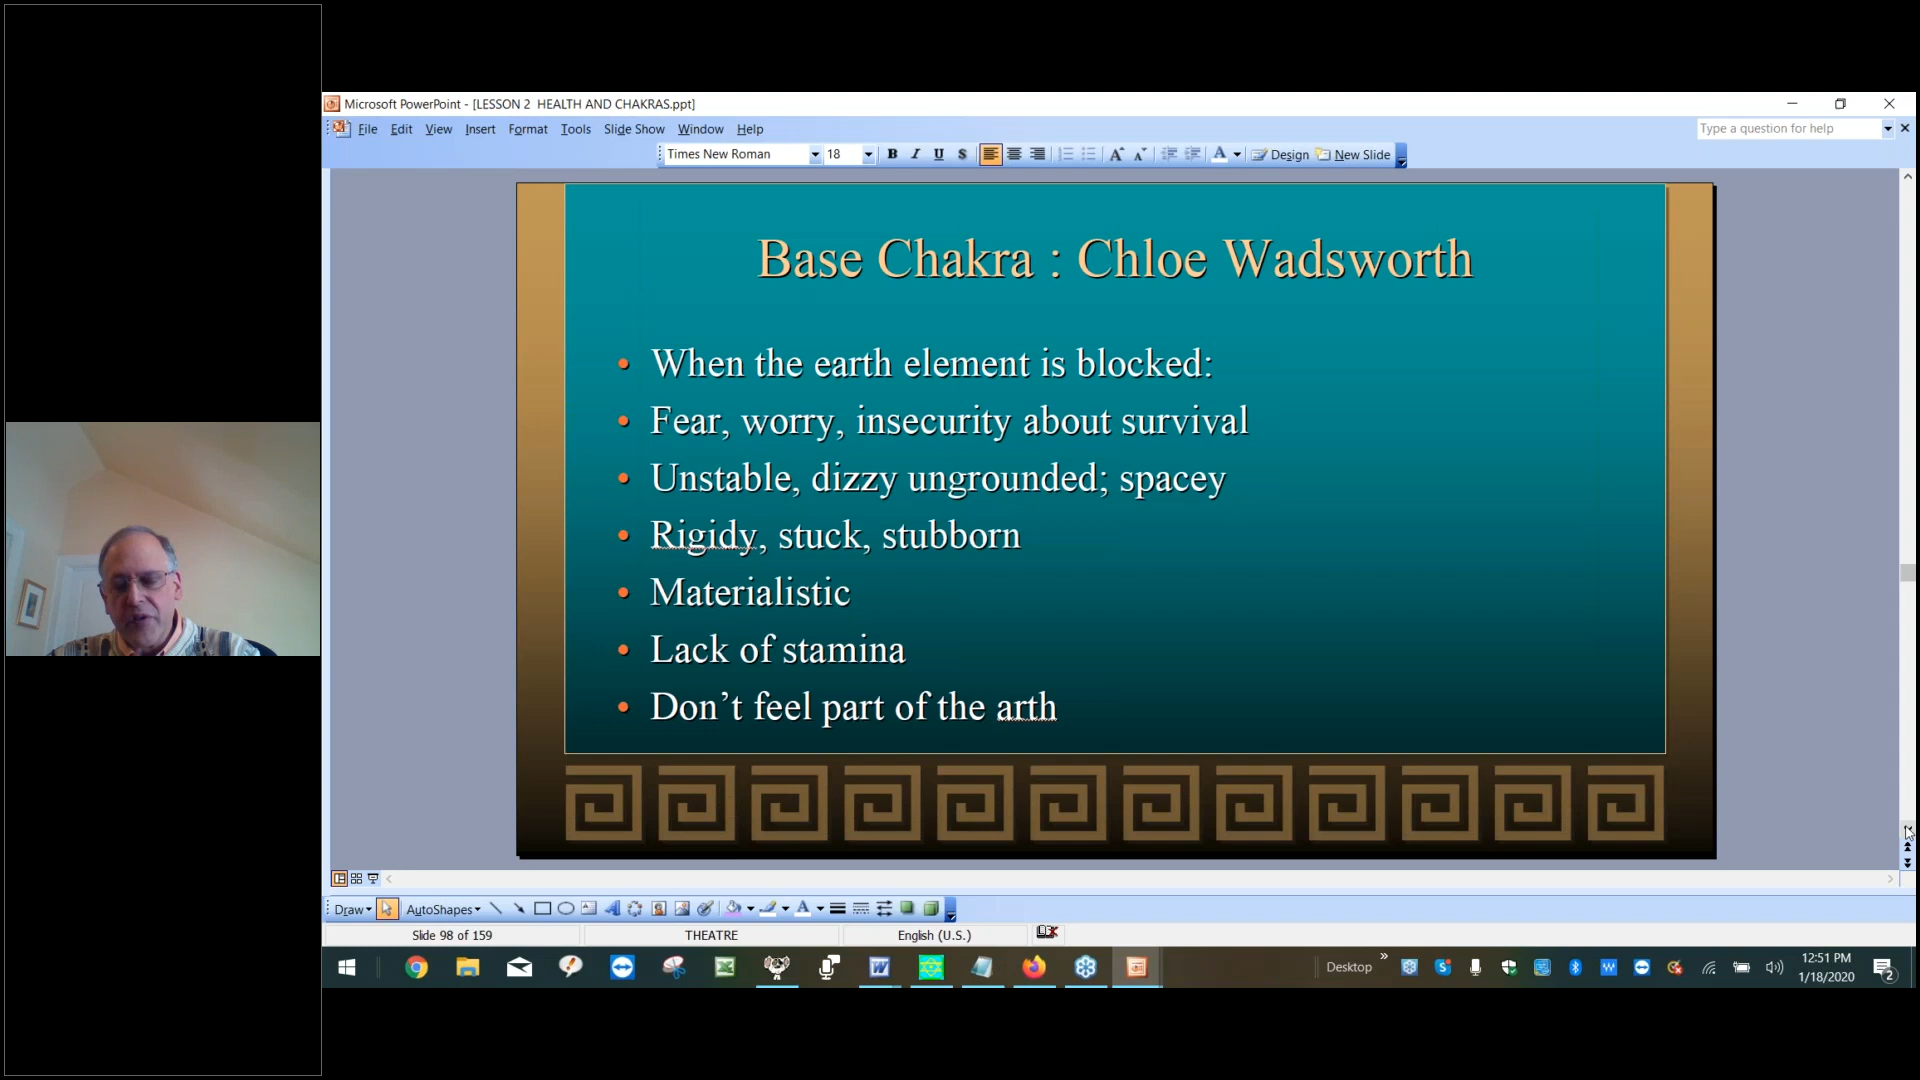 Microsoft PowerPoint - [LESSON 2  HEALTH AND CHAKRAS.ppt]
File Edit View Insert Format Tools Slide Show Window Help
Type a question for help
Times New Roman 18 B I U S A A A Design New Slide
Base Chakra : Chloe Wadsworth
• When the earth element is blocked:
• Fear, worry, insecurity about survival
• Unstable, dizzy ungrounded; spacey
• Rigidy, stuck, stubborn
• Materialistic
• Lack of stamina
• Don’t feel part of the arth
Draw AutoShapes A
Slide 98 of 159 THEATRE English (U.S.)
Desktop » 12:51 PM
1/18/2020 2